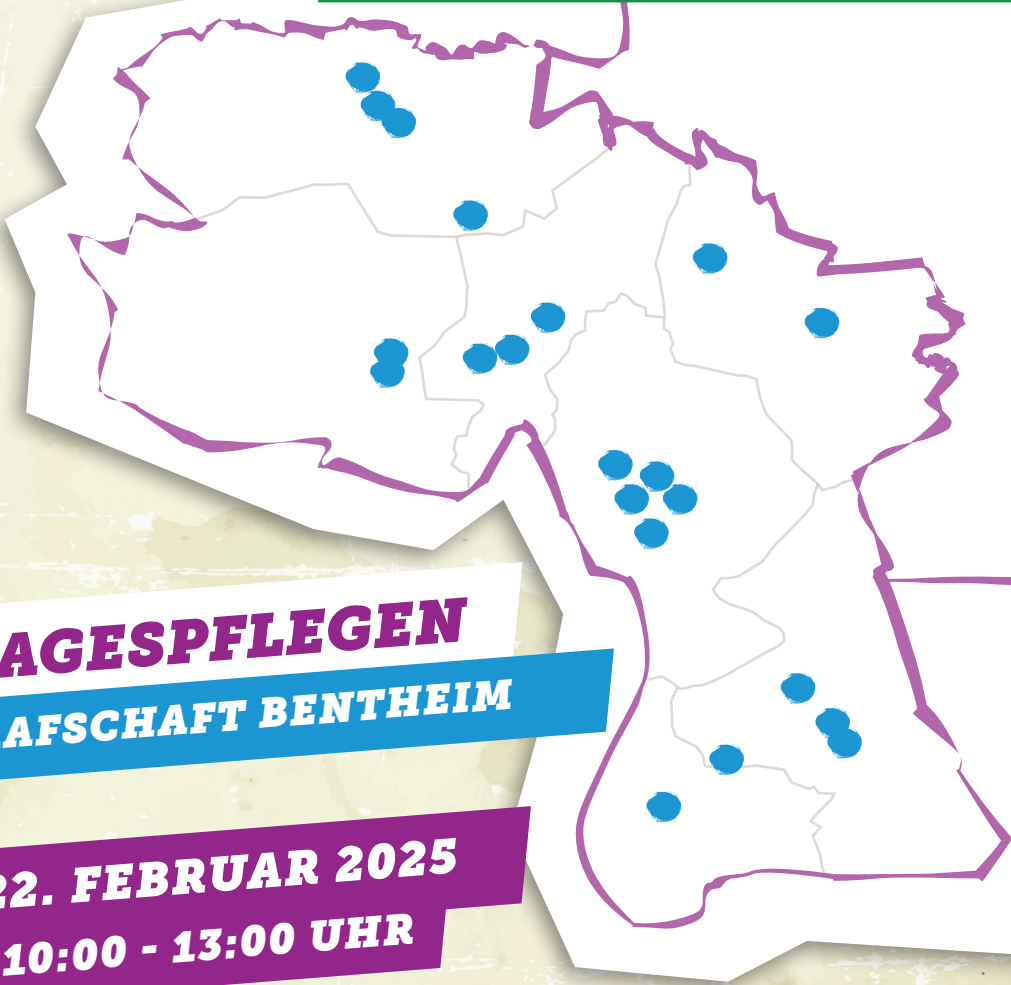 AGESPFLEGEN
AFSCHAFT BENTHEIM
22. FEBRUAR 2025
10:00 - 13:00 UHR